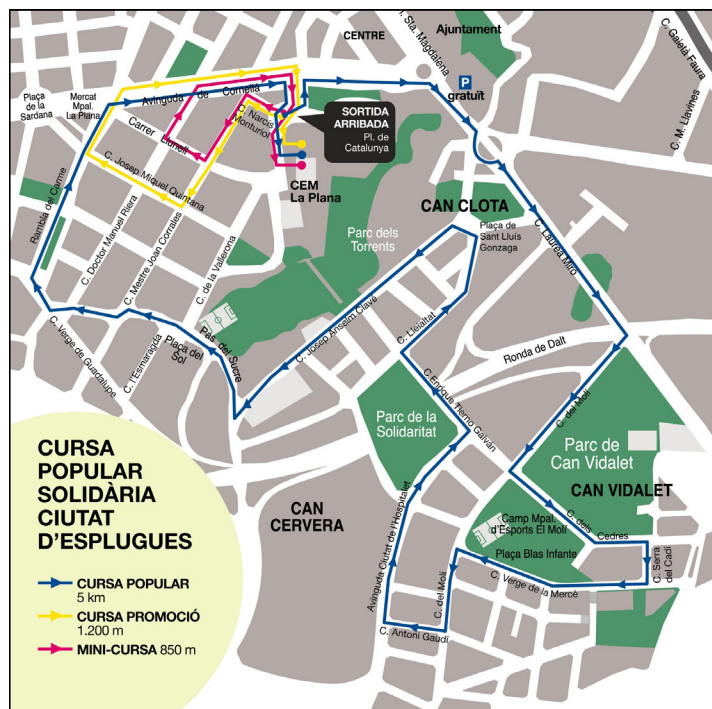 CENTRE
C. Sta. Magdalena
Ajuntament
P
gratuït
C. Gaietà Faura
C. M. Llavines
Plaça
de la
Sardana
Mercat
Mpal.
La Plana
Avinguda de Cornellà
Carrer Llunell
C. Narcís
Monturiol
SORTIDA
ARRIBADA
Pl. de
Catalunya
CEM
La Plana
C. Josep Miquel Quintana
Rambla del Carme
C. Doctor Manuel Riera
C. Mestre Joan Corrales
C. de la Vallerona
Parc dels
Torrents
CAN CLOTA
Plaça de
Sant Lluís
Gonzaga
C. Laureà Miró
C. Josep Anselm Clavé
C. Lleialtat
Ronda de Dalt
C. Verge de Guadalupe
C. l'Esmaragda
Plaça del
Sol
Pas. del Sucre
C. Enrique Tierno Galván
C. del Molí
Parc de la
Solidaritat
Parc de
Can Vidalet
CAN VIDALET
CAN
CERVERA
Camp Mpal.
d'Esports El Molí
C. dels
Cedres
Plaça Blas Infante
C. Serra
del Cadí
C. Verge de la Mercè
Avinguda Ciutat de l'Hospitalet
C. del Molí
C. Antoni Gaudí
CURSA
POPULAR
SOLIDÀRIA
CIUTAT
D'ESPLUGUES
CURSA POPULAR
5 km
CURSA PROMOCIÓ
1.200 m
MINI-CURSA 850 m